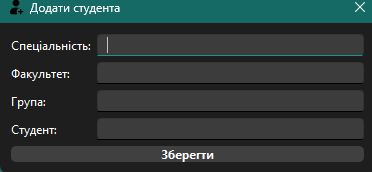 Додати студента
Спеціальність:
Факультет:
Група:
Студент:
Зберегти